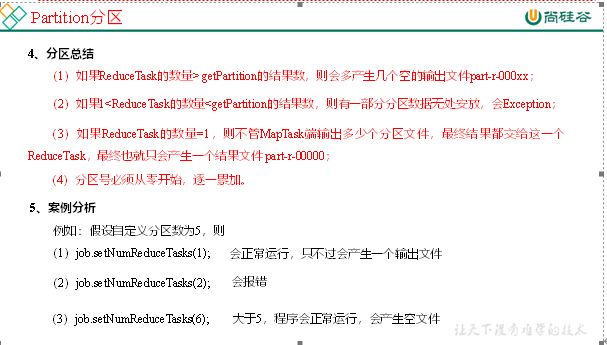 Partition分区
尚硅谷
4、分区总结
（1）如果ReduceTask的数量> getPartition的结果数，则会多产生几个空的输出文件part-r-000xx；
（2）如果1<ReduceTask的数量<getPartition的结果数，则有一部分分区数据无处安放，会Exception；
（3）如果ReduceTask的数量=1，则不管MapTask端输出多少个分区文件，最终结果都交给这一个
ReduceTask，最终也就只会产生一个结果文件 part-r-00000；
（4）分区号必须从零开始，逐一累加。
5、案例分析
例如：假设自定义分区数为5，则
（1）job.setNumReduceTasks(1); 会正常运行，只不过会产生一个输出文件
（2）job.setNumReduceTasks(2); 会报错
（3）job.setNumReduceTasks(6); 大于5，程序会正常运行，会产生空文件
让天下没有难学的技术